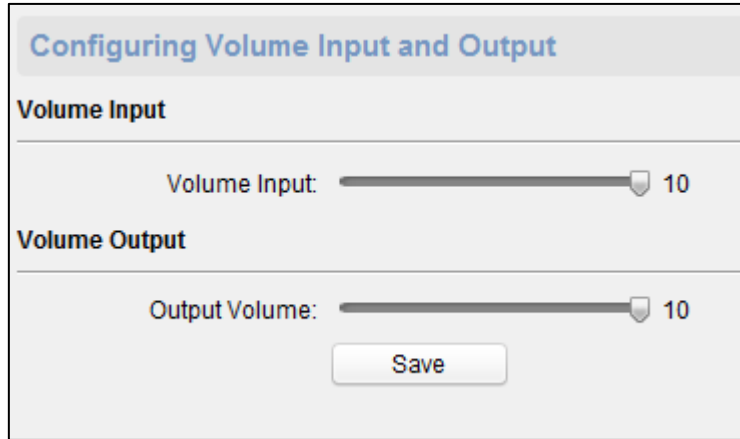 Configuring Volume Input and Output
Volume Input
Volume Input: 10
Volume Output
Output Volume: 10
Save